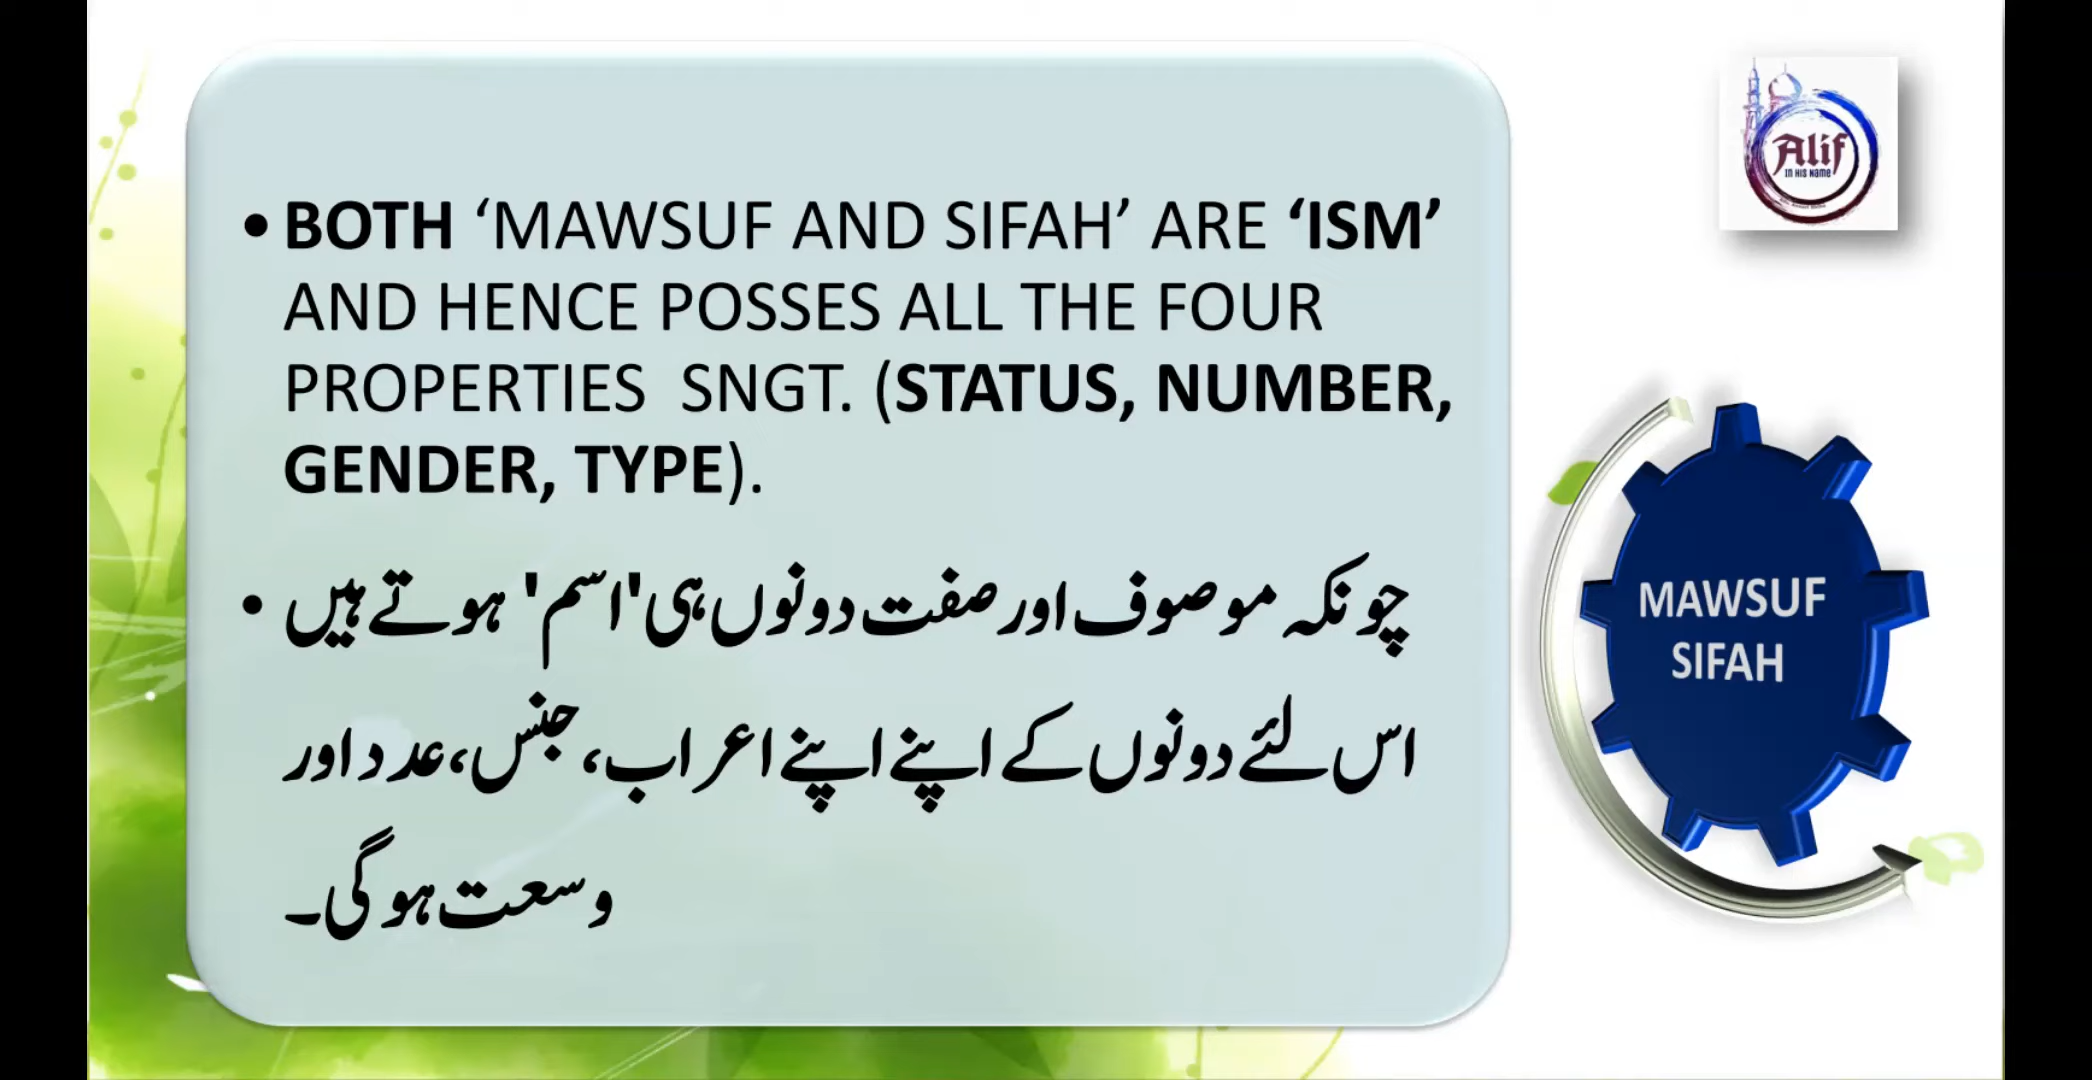 • BOTH ‘MAWSUF AND SIFAH’ ARE ‘ISM’
AND HENCE POSSES ALL THE FOUR
PROPERTIES SNGT. (STATUS, NUMBER,
GENDER, TYPE).
• چونکہ موصوف اور صفت دونوں ہی 'اسم' ہوتے ہیں
اس لئے دونوں کے اپنے اپنے اعراب، جنس، عدد اور
وسعت ہوگی۔
Alif
IN HIS NAME
MAWSUF
SIFAH